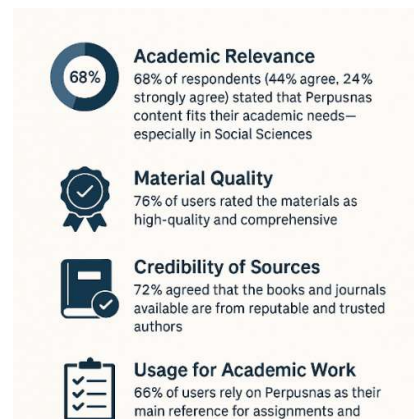 68%
Academic Relevance
68% of respondents (44% agree, 24%
strongly agree) stated that Perpusnas
content fits their academic needs—
especially in Social Sciences
Material Quality
76% of users rated the materials as
high-quality and comprehensive
Credibility of Sources
72% agreed that the books and journals
available are from reputable and trusted
authors
Usage for Academic Work
66% of users rely on Perpusnas as their
main reference for assignments and